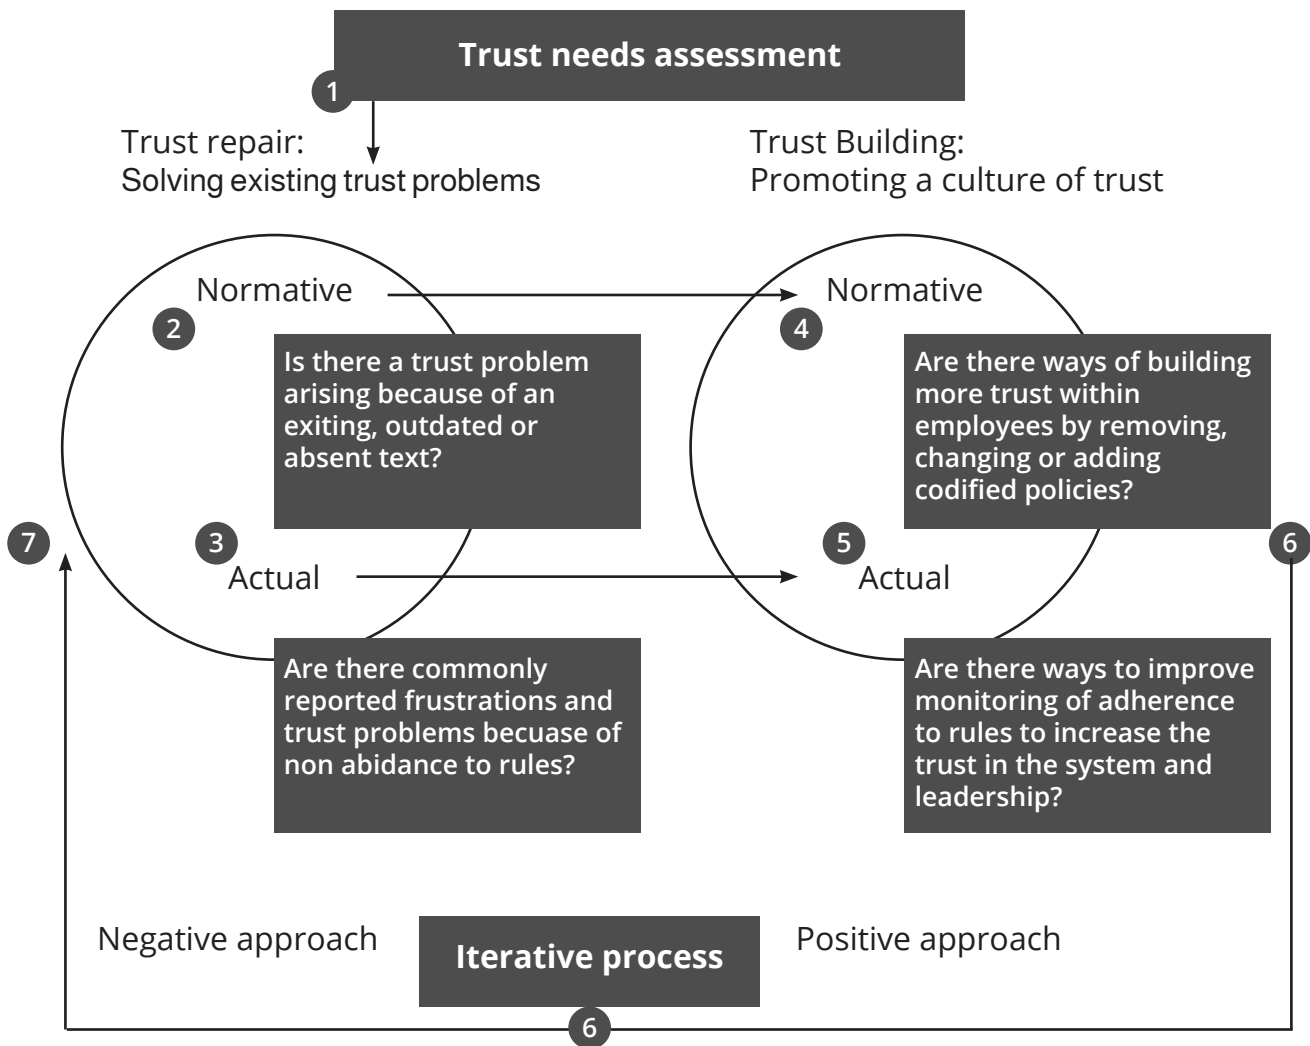 Trust needs assessment
1
Trust repair:
Solving existing trust problems
Trust Building:
Promoting a culture of trust
Normative
2
Is there a trust problem
arising because of an
exiting, outdated or
absent text?
Normative
4
Are there ways of building
more trust within
employees by removing,
changing or adding
codified policies?
7
3
Actual
Are there commonly
reported frustrations and
trust problems becuase of
non abidance to rules?
5
Actual
6
Are there ways to improve
monitoring of adherence
to rules to increase the
trust in the system and
leadership?
Negative approach
Iterative process
Positive approach
6